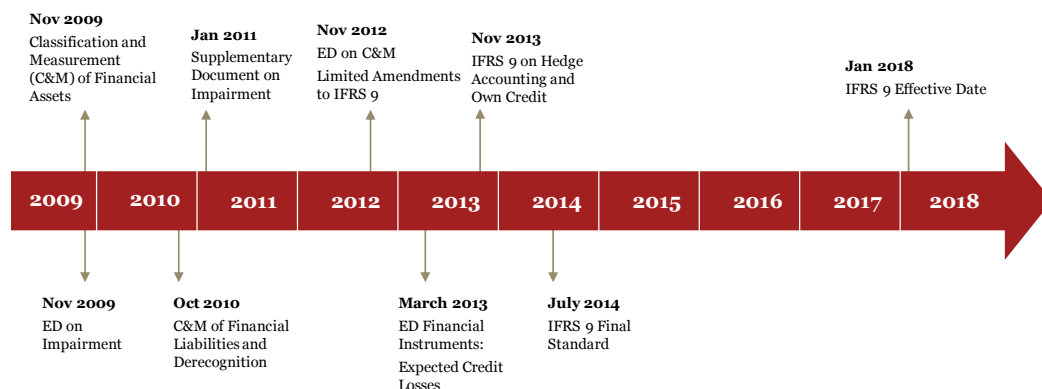 Nov 2009
Classification and
Measurement
(C&M) of Financial
Assets
Jan 2011
Supplementary
Document on
Impairment
Nov 2012
ED on C&M
Limited Amendments
to IFRS 9
Nov 2013
IFRS 9 on Hedge
Accounting and
Own Credit
Jan 2018
IFRS 9 Effective Date
2009
2010
2011
2012
2013
2014
2015
2016
2017
2018
Nov 2009
ED on
Impairment
Oct 2010
C&M of Financial
Liabilities and
Derecognition
March 2013
ED Financial
Instruments:
Expected Credit
Losses
July 2014
IFRS 9 Final
Standard